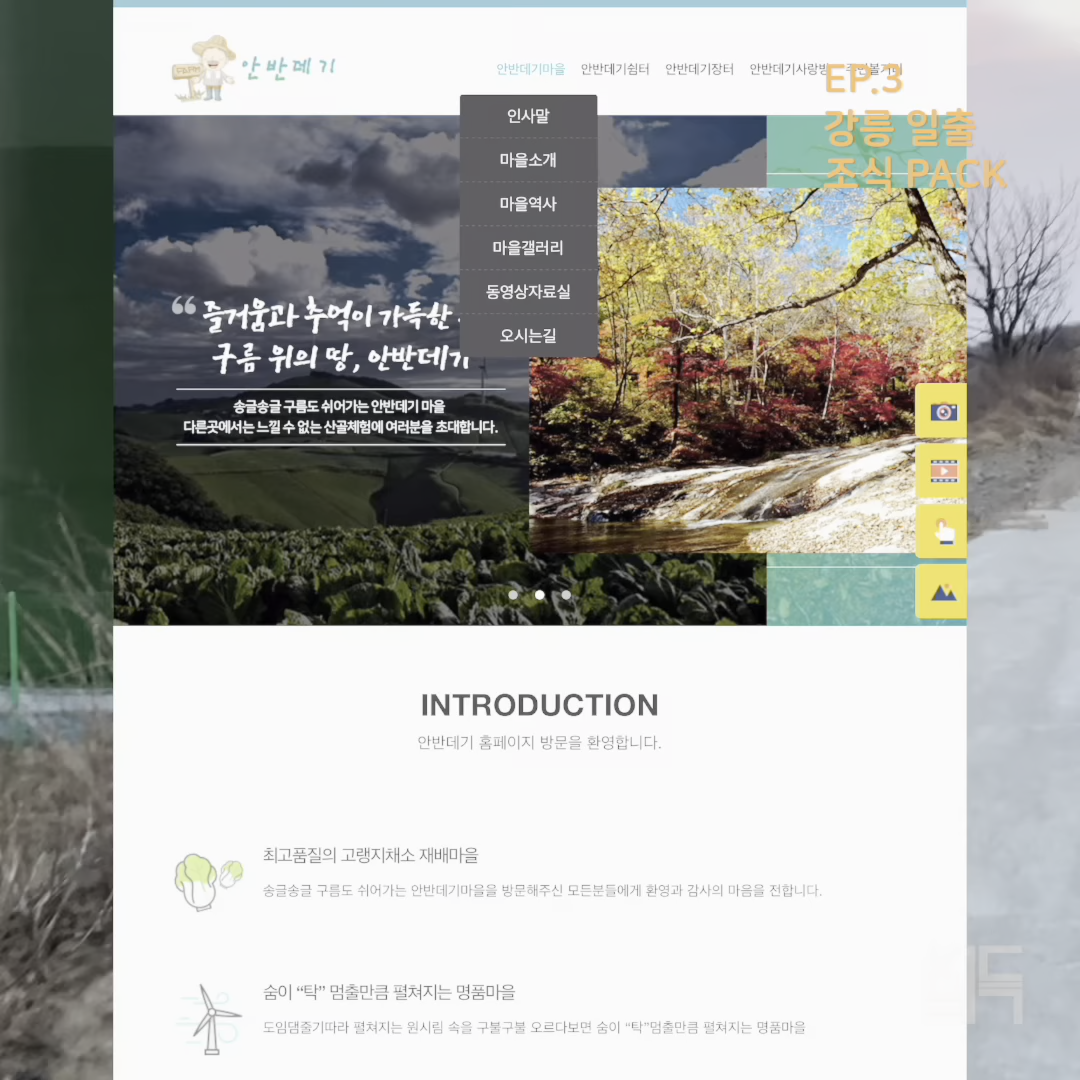 FARM
안반데기
안반데기마을 안반데기쉼터 안반데기장터 안반데기사랑방
EP.3
강릉 일출
조식 PACK
인사말
마을소개
마을역사
마을갤러리
동영상자료실
오시는길
“즐거움과 추억이 가득한
구름 위의 땅, 안반데기
송글송글 구름도 쉬어가는 안반데기 마을
다른곳에서는 느낄 수 없는 산골체험에 여러분을 초대합니다.
INTRODUCTION
안반데기 홈페이지 방문을 환영합니다.
최고품질의 고랭지채소 재배마을
송글송글 구름도 쉬어가는 안반데기마을을 방문해주신 모든분들에게 환영과 감사의 마음을 전합니다.
숨이 “탁” 멈출만큼 펼쳐지는 명품마을
도암댐줄기따라 펼쳐지는 원시림 속을 구불구불 오르다보면 숨이 “탁”멈출만큼 펼쳐지는 명품마을